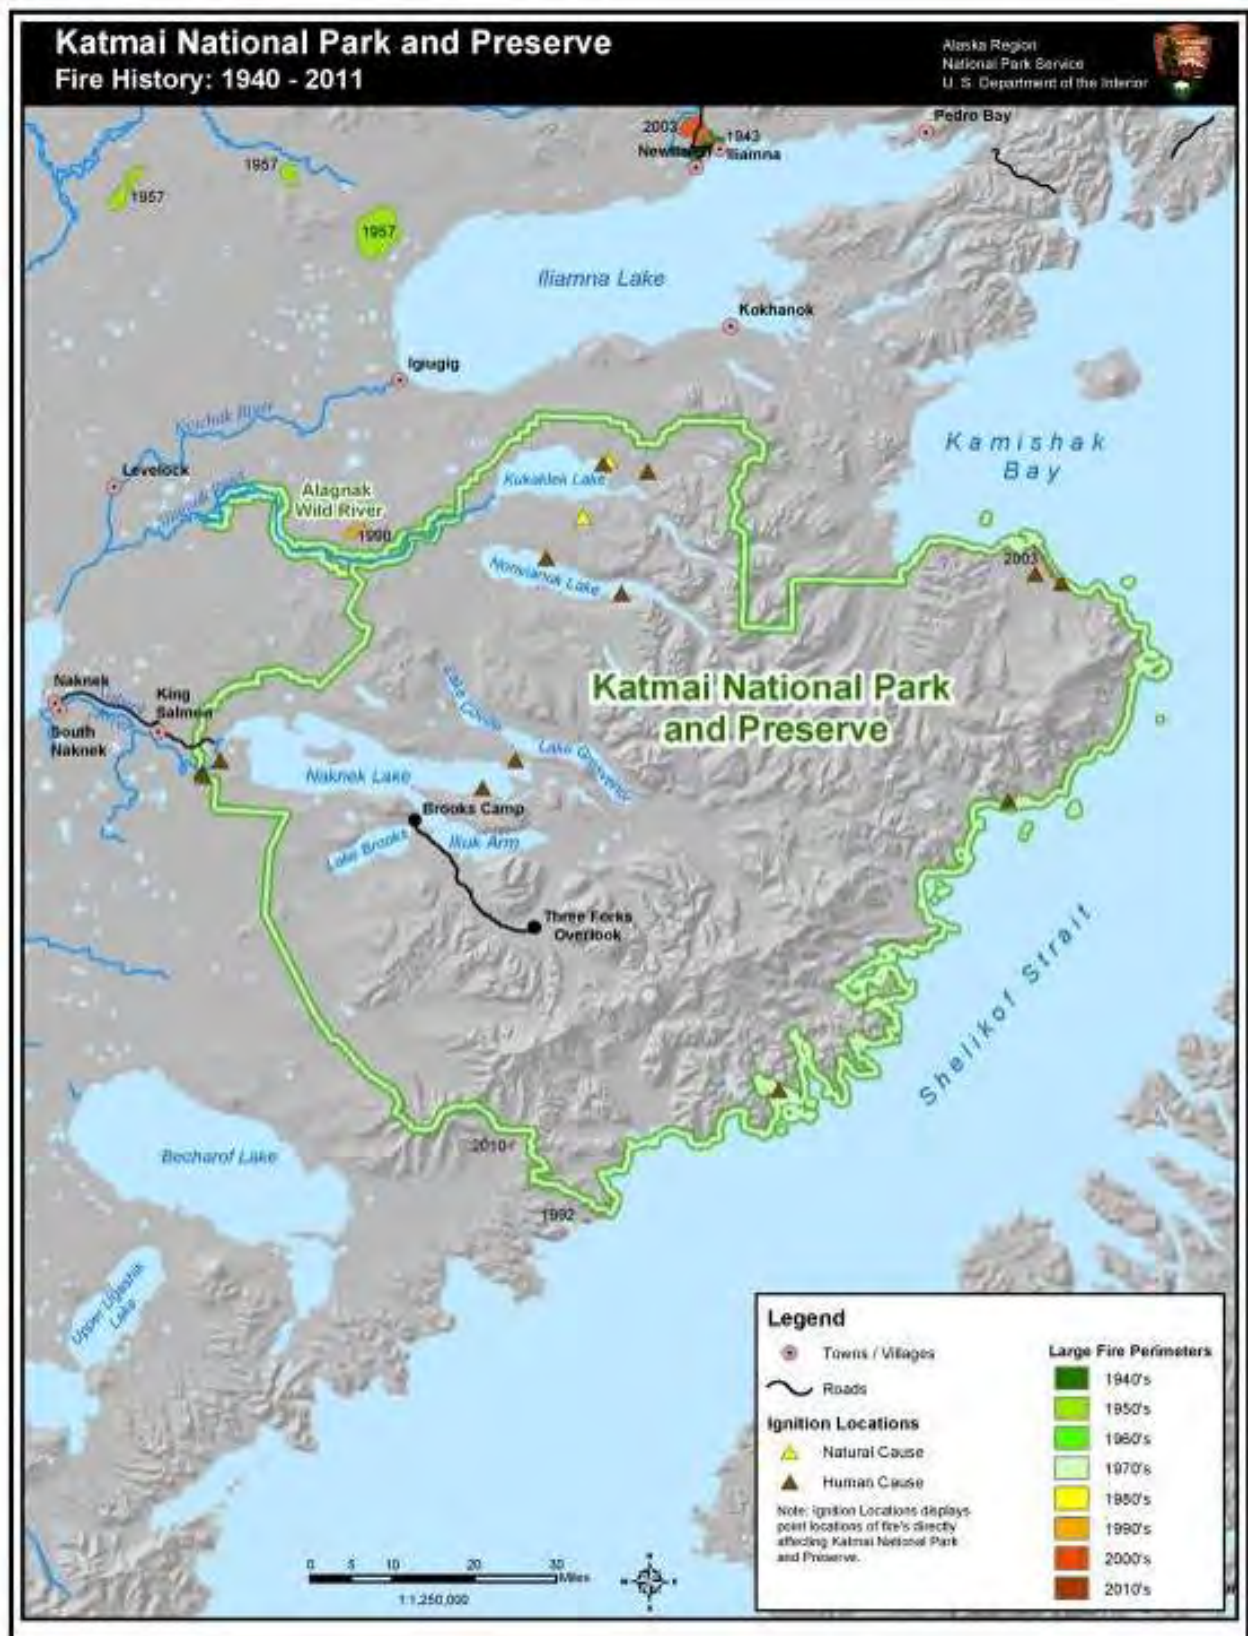 Katmai National Park and Preserve
Fire History: 1940 - 2011
Alaska Region
National Park Service
U. S. Department of the Interior
Pedro Bay
2003
1943
Iliamna
1957
1957
1957
Iliamna Lake
Kokhanok
Igiugig
Kvichak River
Kamishak
Bay
Levelock
Kukaklek Lake
Alagnak
Wild River
1990
2003
Nonvianuk Lake
Katmai National Park
and Preserve
Naknek
King
Salmon
South
Naknek
Lake Coville
Lake Grosvenor
Naknek Lake
Brooks Camp
Lake Brooks
Iliuk Arm
Three Forks
Overlook
Shelikof Strait
2010
Becharof Lake
1992
Upper Ugashik
Lake
Legend
Towns / Villages
Roads
Ignition Locations
Natural Cause
Human Cause
Note: Ignition Locations displays
point locations of fire's directly
affecting Katmai National Park
and Preserve.
Large Fire Perimeters
1940's
1950's
1960's
1970's
1980's
1990's
2000's
2010's
0 5 10 20 30
Miles
1:1,250,000